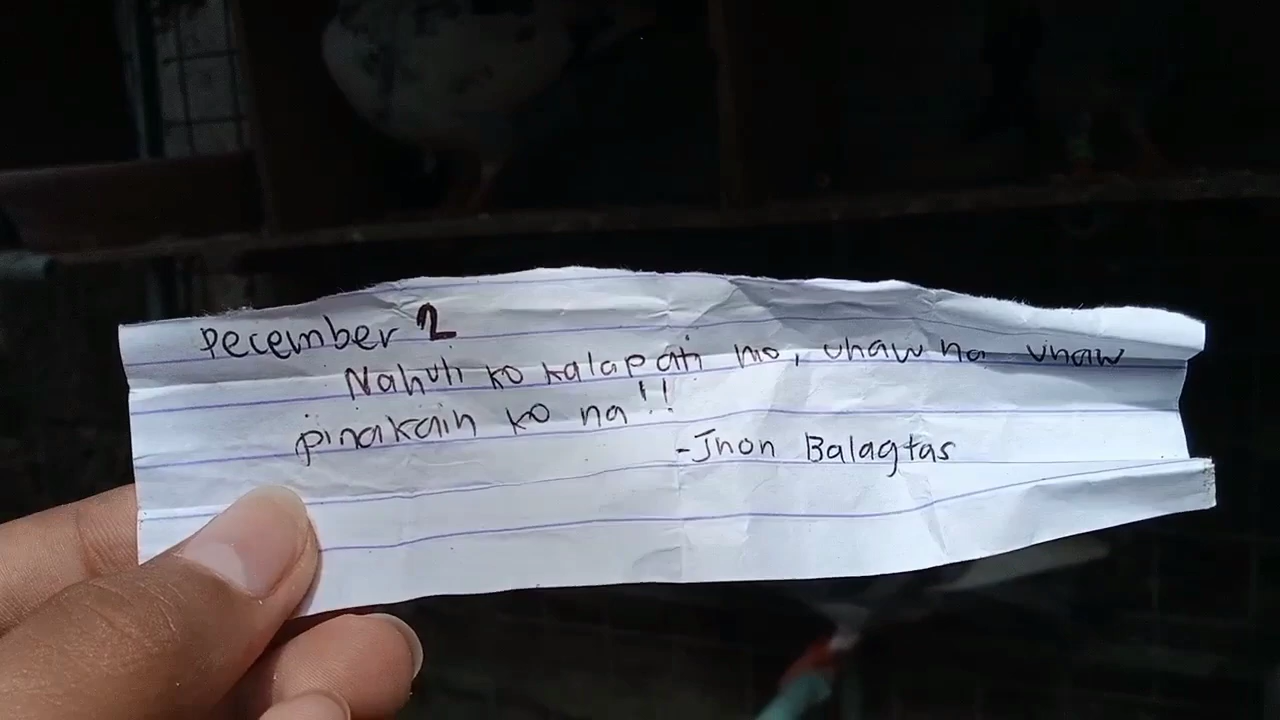 December 2
Nahuli ko kalapati mo, uhaw na uhaw
pinakain ko na!!
-Jhon Balagtas